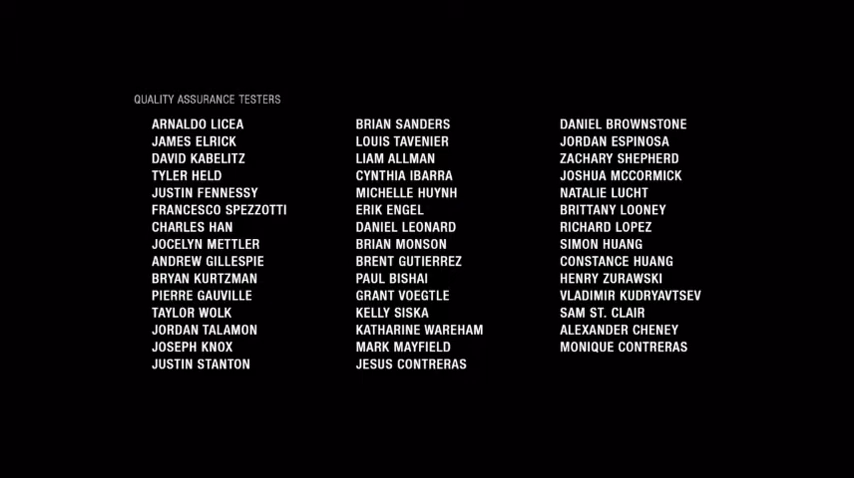 QUALITY ASSURANCE TESTERS
ARNALDO LICEA
JAMES ELRICK
DAVID KABELITZ
TYLER HELD
JUSTIN FENNESSY
FRANCESCO SPEZZOTTI
CHARLES HAN
JOCELYN METTLER
ANDREW GILLESPIE
BRYAN KURTZMAN
PIERRE GAUVILLE
TAYLOR WOLK
JORDAN TALAMON
JOSEPH KNOX
JUSTIN STANTON
BRIAN SANDERS
LOUIS TAVENIER
LIAM ALLMAN
CYNTHIA IBARRA
MICHELLE HUYNH
ERIK ENGEL
DANIEL LEONARD
BRIAN MONSON
BRENT GUTIERREZ
PAUL BISHAI
GRANT VOEGTLE
KELLY SISKA
KATHARINE WAREHAM
MARK MAYFIELD
JESUS CONTRERAS
DANIEL BROWNSTONE
JORDAN ESPINOSA
ZACHARY SHEPHERD
JOSHUA MCCORMICK
NATALIE LUCHT
BRITTANY LOONEY
RICHARD LOPEZ
SIMON HUANG
CONSTANCE HUANG
HENRY ZURAWSKI
VLADIMIR KUDRYAVTSEV
SAM ST. CLAIR
ALEXANDER CHENEY
MONIQUE CONTRERAS